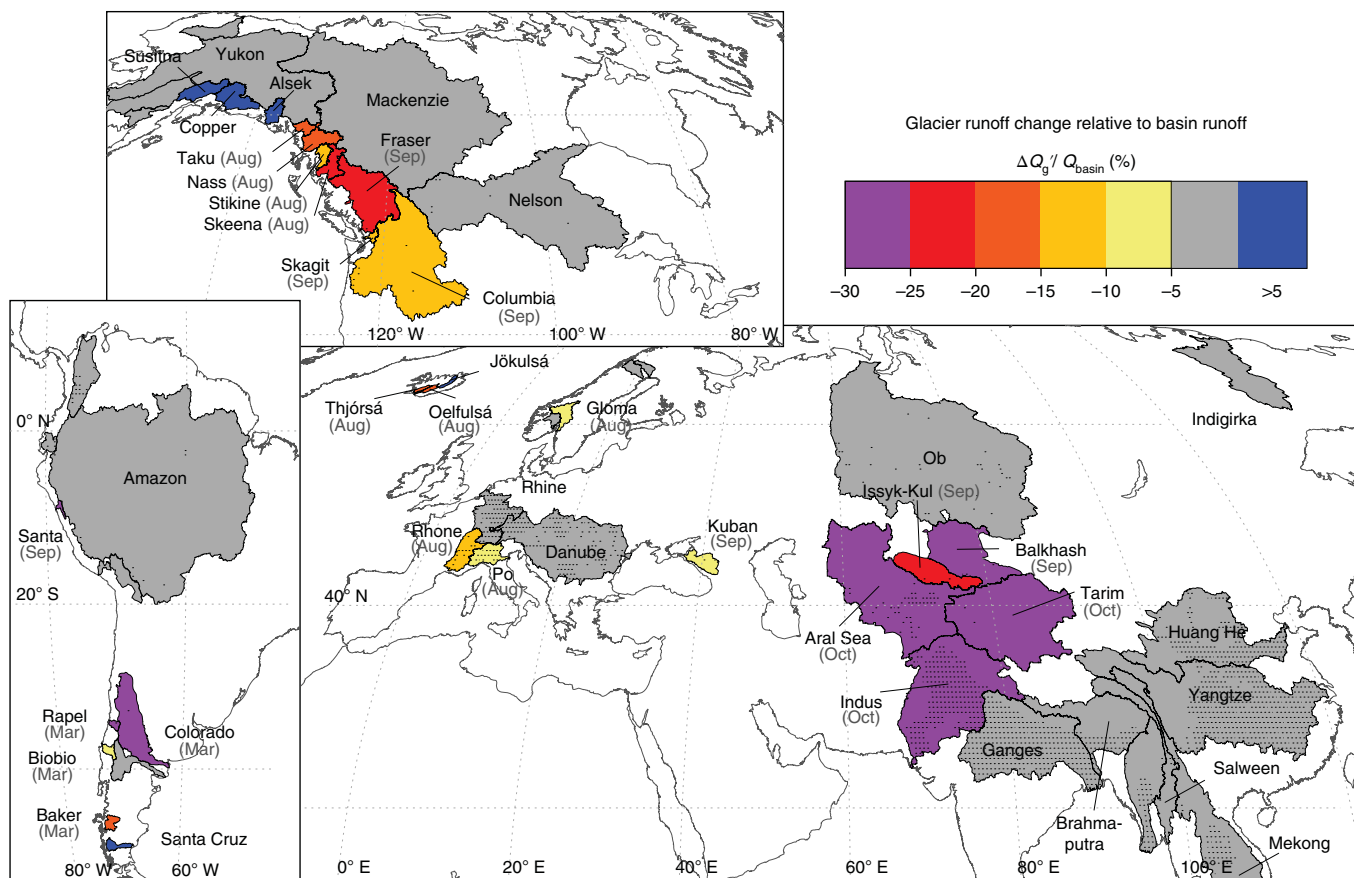 Susitna
Yukon
Alsek
Mackenzie
Copper
Fraser
(Sep)
Taku (Aug)
Nass (Aug)
Stikine (Aug)
Skeena (Aug)
Nelson
Skagit
(Sep)
Columbia
(Sep)
120° W
100° W
80° W
Glacier runoff change relative to basin runoff
ΔQg′/ Qbasin (%)
–30
–25
–20
–15
–10
–5
>5
0° N
Amazon
Santa
(Sep)
20° S
Rapel
(Mar)
Colorado
(Mar)
Biobio
(Mar)
Baker
(Mar)
Santa Cruz
80° W
60° W
Jökulsá
Thjórsá
(Aug)
Oelfulsá
(Aug)
Gloma
(Aug)
Indigirka
Ob
Rhine
Issyk-Kul (Sep)
Rhone
(Aug)
Danube
Kuban
(Sep)
Balkhash
(Sep)
Po
(Aug)
40° N
Tarim
(Oct)
Aral Sea
(Oct)
Huang He
Indus
(Oct)
Yangtze
Ganges
Salween
Brahma-
putra
Mekong
0° E
20° E
40° E
60° E
80° E
100° E